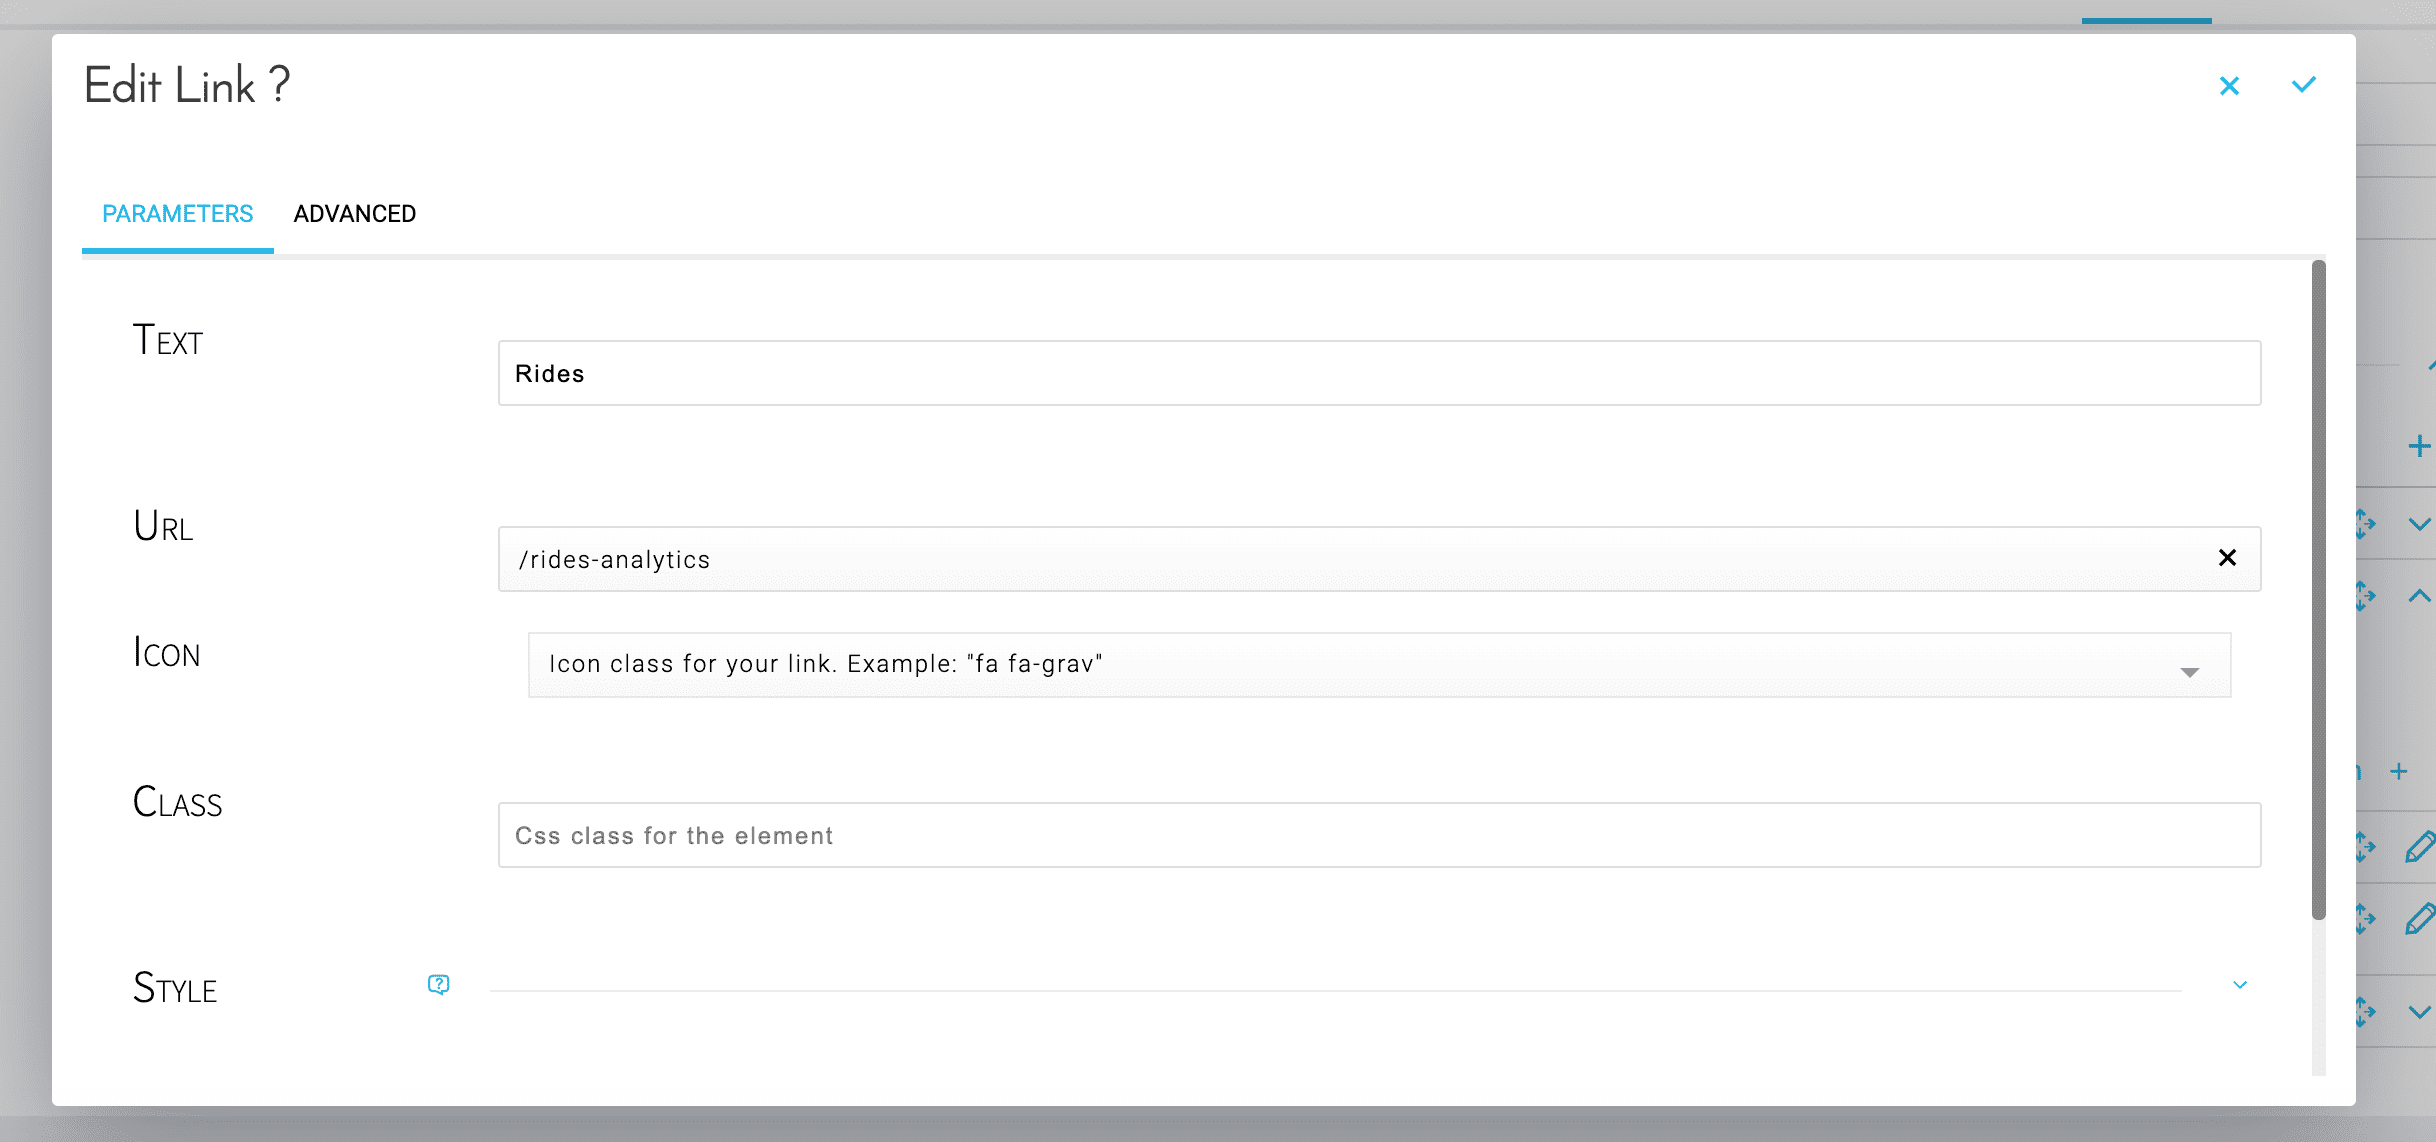 Edit Link ?
PARAMETERS ADVANCED
Text
Rides
Url
/rides-analytics
Icon
Icon class for your link. Example: "fa fa-grav"
Class
Css class for the element
Style